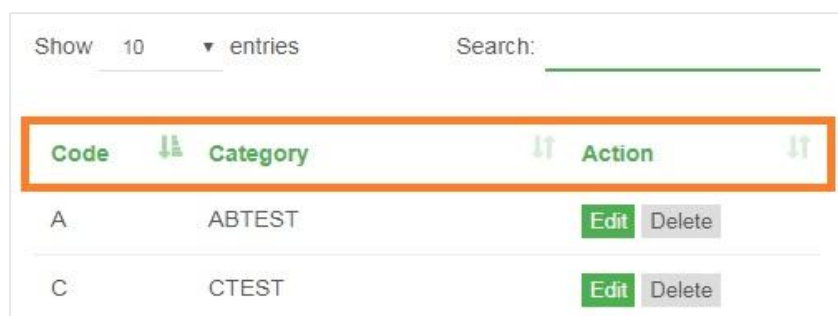 Show 10 entries Search:
Code Category Action
A ABTEST Edit Delete
C CTEST Edit Delete